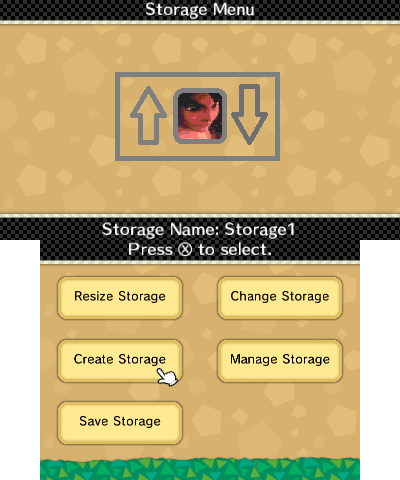 Storage Menu
Storage Name: Storage1
Press Ⓧ to select.
Resize Storage
Change Storage
Create Storage
Manage Storage
Save Storage